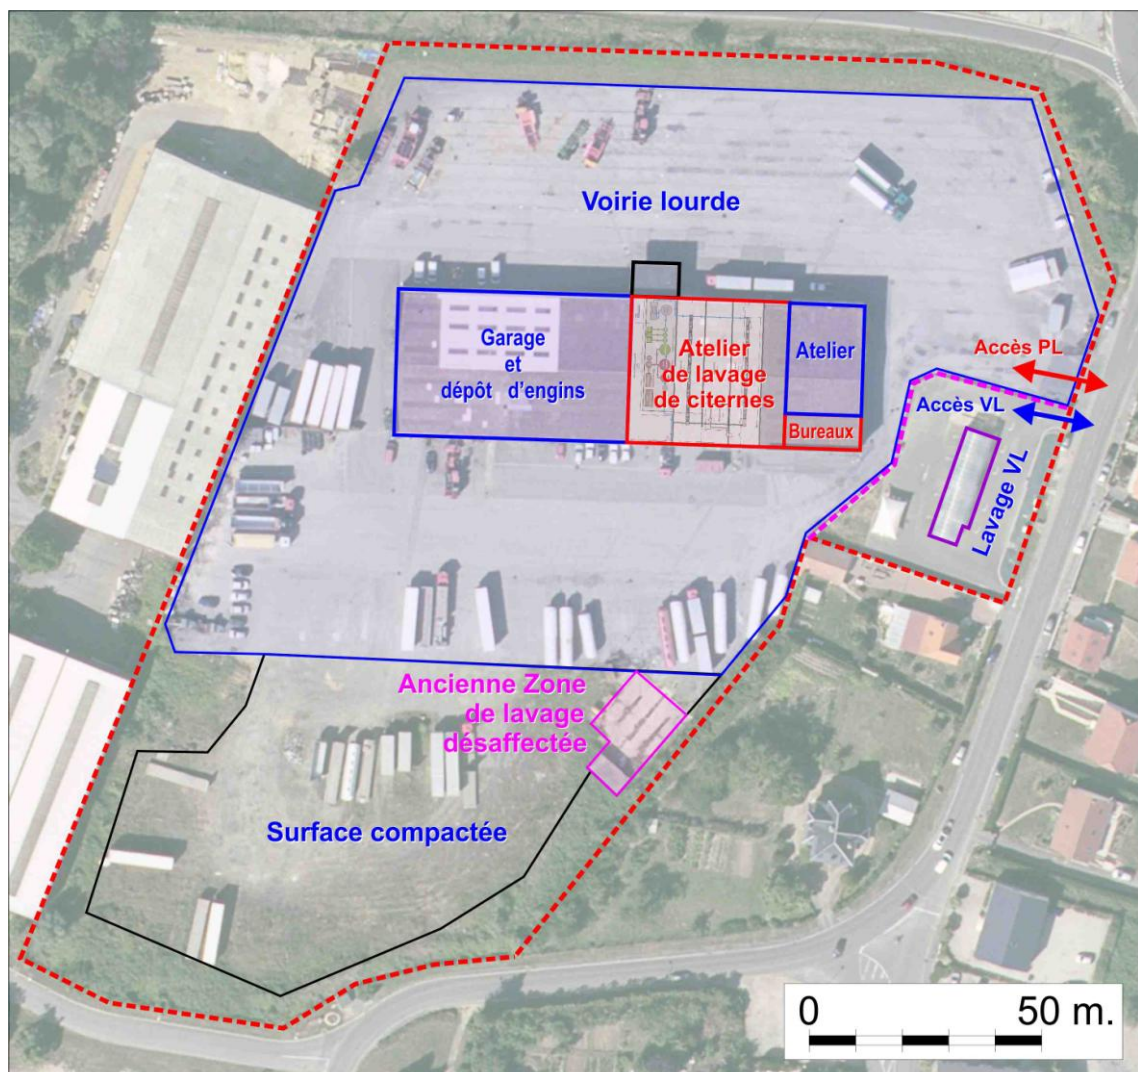 Voirie lourde
Garage
et
dépôt d'engins
Atelier
de lavage
de citernes
Atelier
Bureaux
Accès PL
Accès VL
Lavage VL
Ancienne Zone
de lavage
désaffectée
Surface compactée
0 50 m.